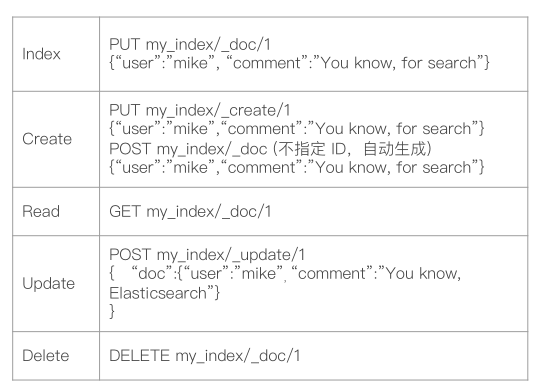 Index
PUT my_index/_doc/1
{“user”:”mike”, “comment”:”You know, for search”}
Create
PUT my_index/_create/1
{“user”:”mike”,“comment”:”You know, for search”}
POST my_index/_doc (不指定 ID，自动生成)
{“user”:”mike”,“comment”:”You know, for search”}
Read
GET my_index/_doc/1
Update
POST my_index/_update/1
{ “doc”:{“user”:”mike”, “comment”:”You know,
Elasticsearch”}
}
Delete
DELETE my_index/_doc/1